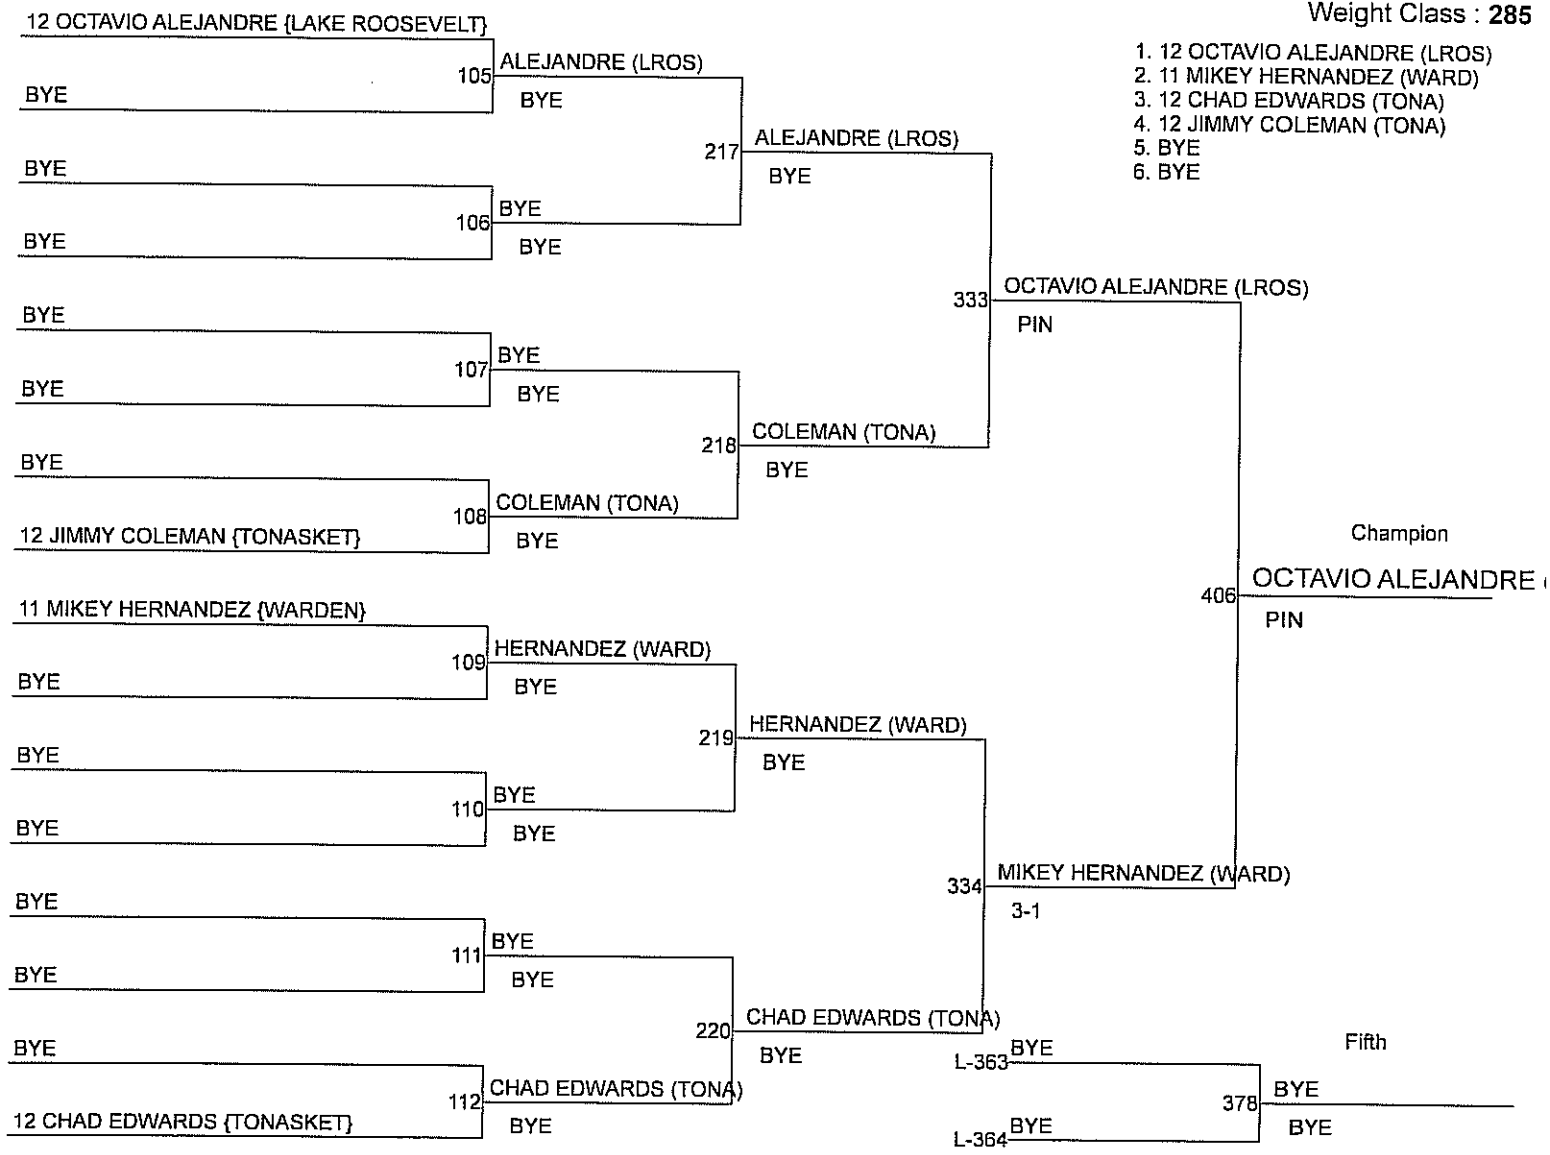 Weight Class : 285
1. 12 OCTAVIO ALEJANDRE (LROS)
2. 11 MIKEY HERNANDEZ (WARD)
3. 12 CHAD EDWARDS (TONA)
4. 12 JIMMY COLEMAN (TONA)
5. BYE
6. BYE
12 OCTAVIO ALEJANDRE {LAKE ROOSEVELT}
105
BYE
BYE
106
BYE
BYE
107
BYE
BYE
108
12 JIMMY COLEMAN {TONASKET}
11 MIKEY HERNANDEZ {WARDEN}
109
BYE
BYE
110
BYE
BYE
111
BYE
BYE
112
12 CHAD EDWARDS {TONASKET}
ALEJANDRE (LROS)
BYE
217
BYE
BYE
BYE
BYE
218
COLEMAN (TONA)
BYE
HERNANDEZ (WARD)
BYE
219
BYE
BYE
BYE
BYE
220
CHAD EDWARDS (TONA)
BYE
ALEJANDRE (LROS)
BYE
333
COLEMAN (TONA)
BYE
HERNANDEZ (WARD)
BYE
334
CHAD EDWARDS (TONA)
BYE
OCTAVIO ALEJANDRE (LROS)
PIN
406
MIKEY HERNANDEZ (WARD)
3-1
Champion
OCTAVIO ALEJANDRE (
PIN
Fifth
L-363 BYE
378
L-364 BYE
BYE
BYE